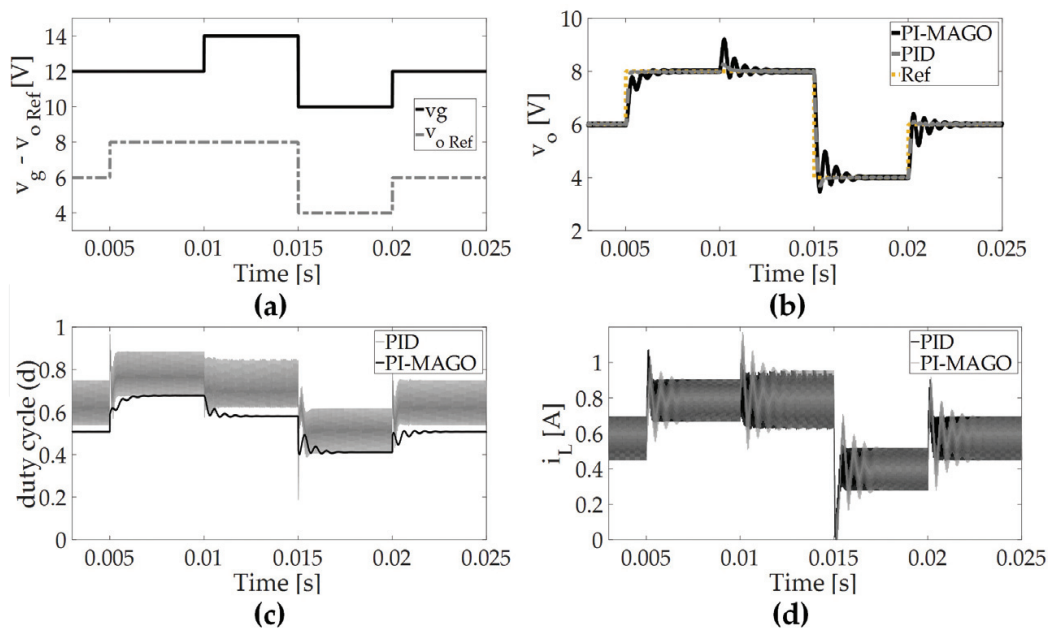 14
12
10
8
6
4
v_g - v_o Ref [V]
vg
v_o Ref
0.005 0.01 0.015 0.02 0.025
Time [s]
(a)
10
8
6
4
2
v_o [V]
PI-MAGO
PID
Ref
0.005 0.01 0.015 0.02 0.025
Time [s]
(b)
1
0.8
0.6
0.4
0.2
0
duty cycle (d)
PID
PI-MAGO
0.005 0.01 0.015 0.02 0.025
Time [s]
(c)
1
0.8
0.6
0.4
0.2
0
i_L [A]
PID
PI-MAGO
0.005 0.01 0.015 0.02 0.025
Time [s]
(d)